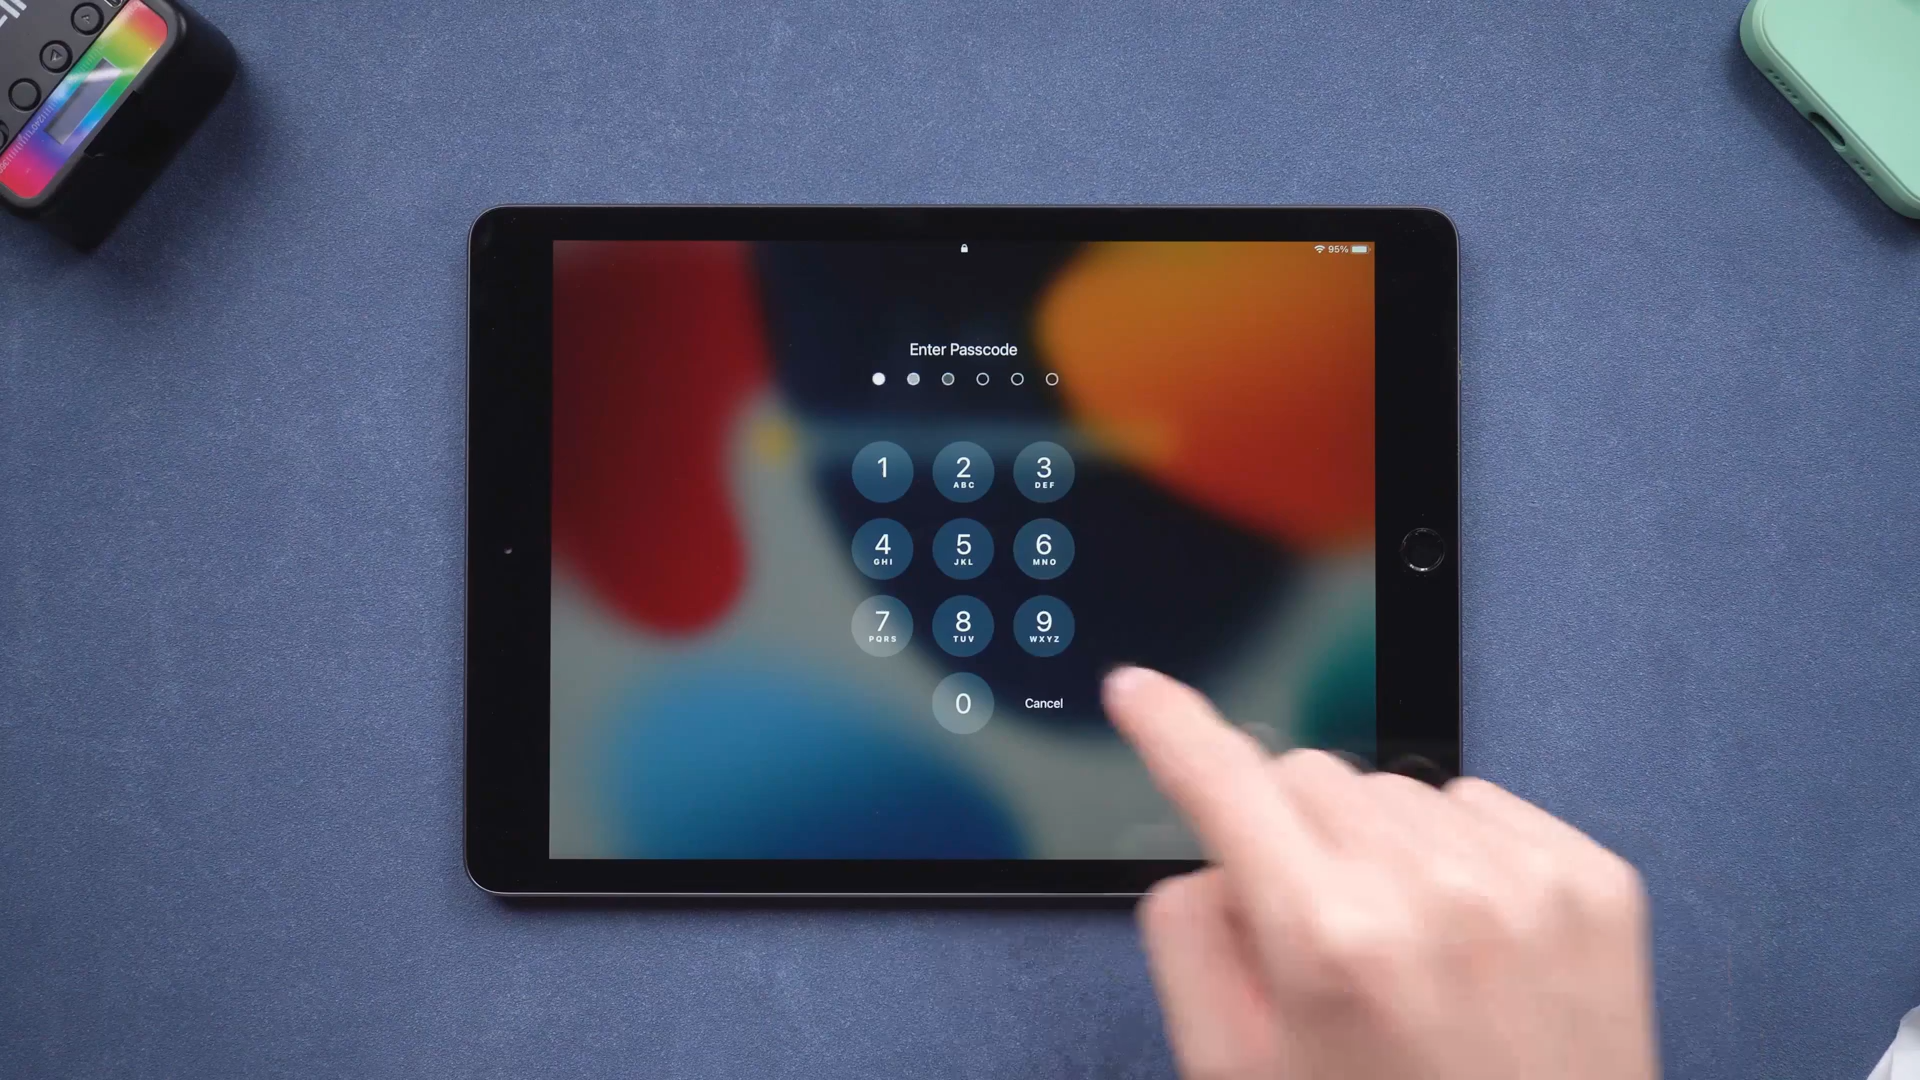 95%
Enter Passcode
1 2 3
ABC DEF
4 5 6
GHI JKL MNO
7 8 9
PQRS TUV WXYZ
0 Cancel